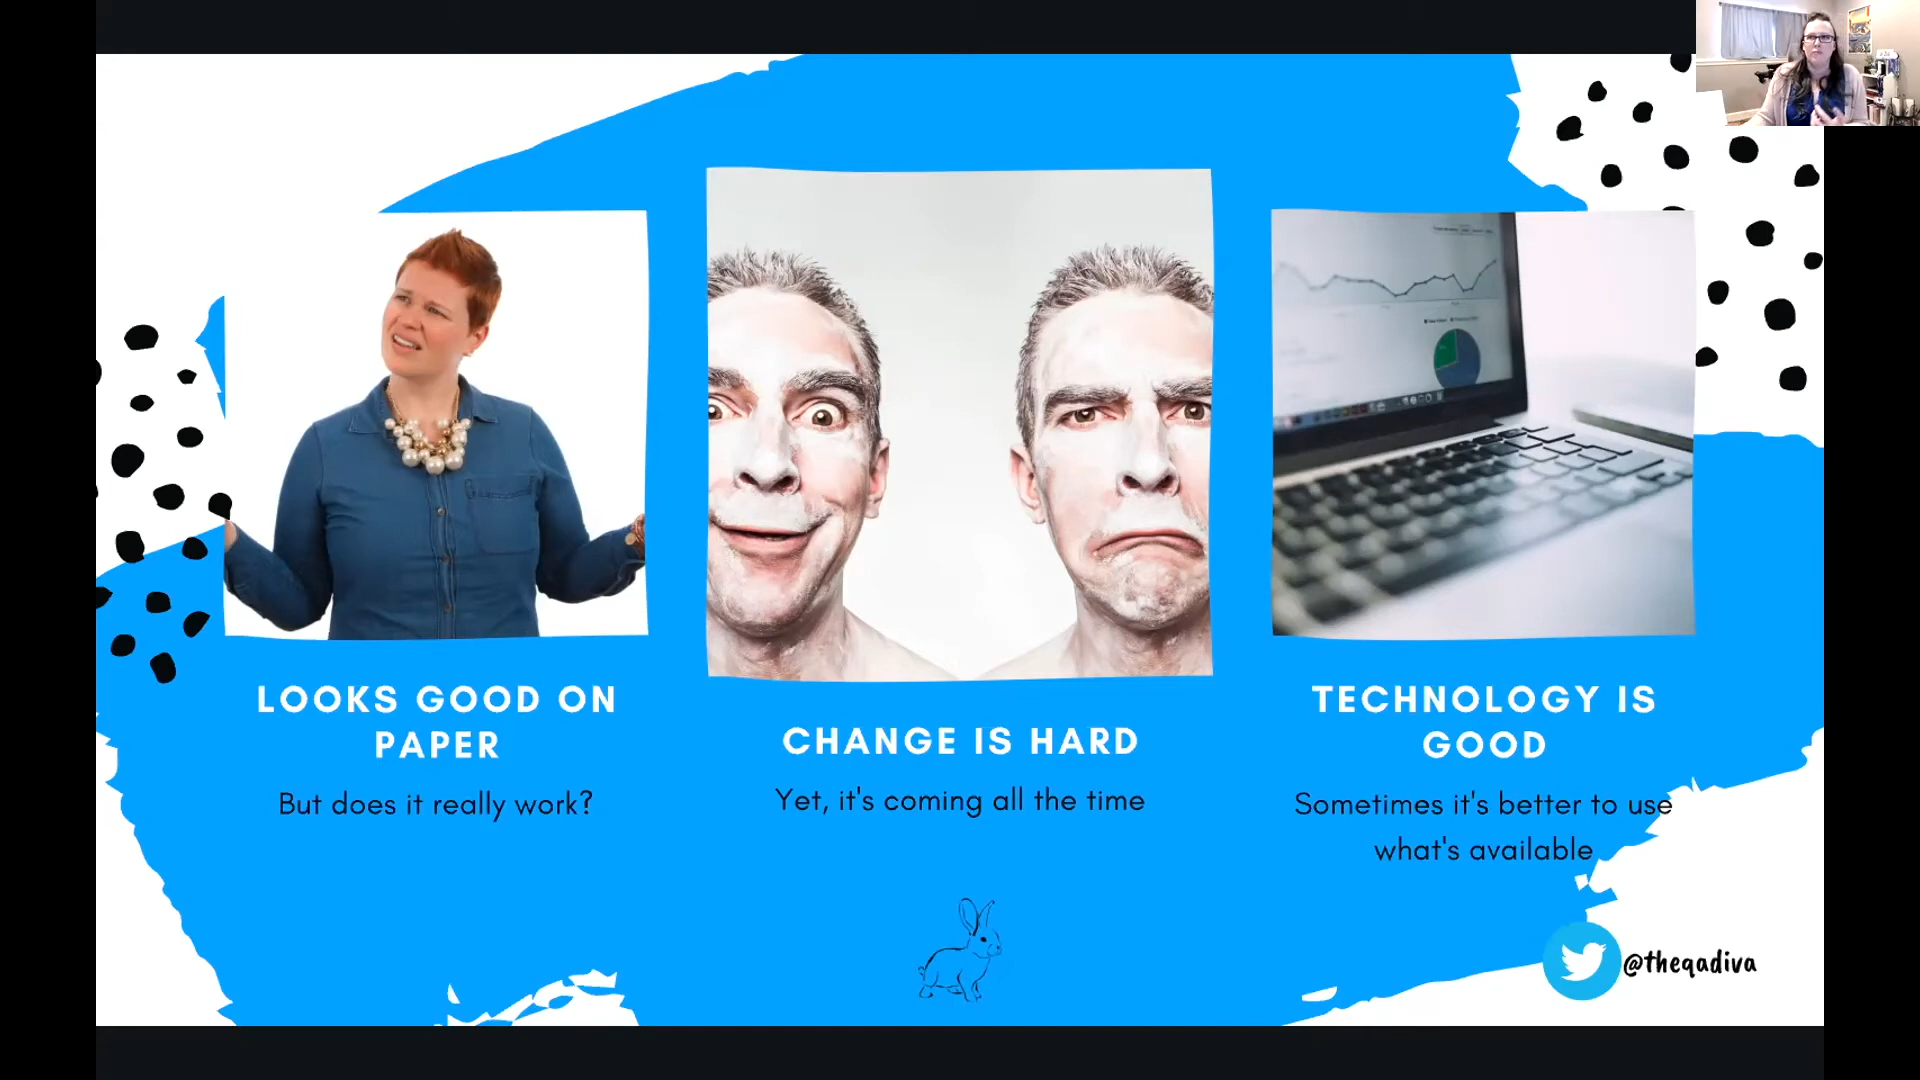 LOOKS GOOD ON
PAPER
But does it really work?
CHANGE IS HARD
Yet, it's coming all the time
TECHNOLOGY IS
GOOD
Sometimes it's better to use
what's available
@theqadiva